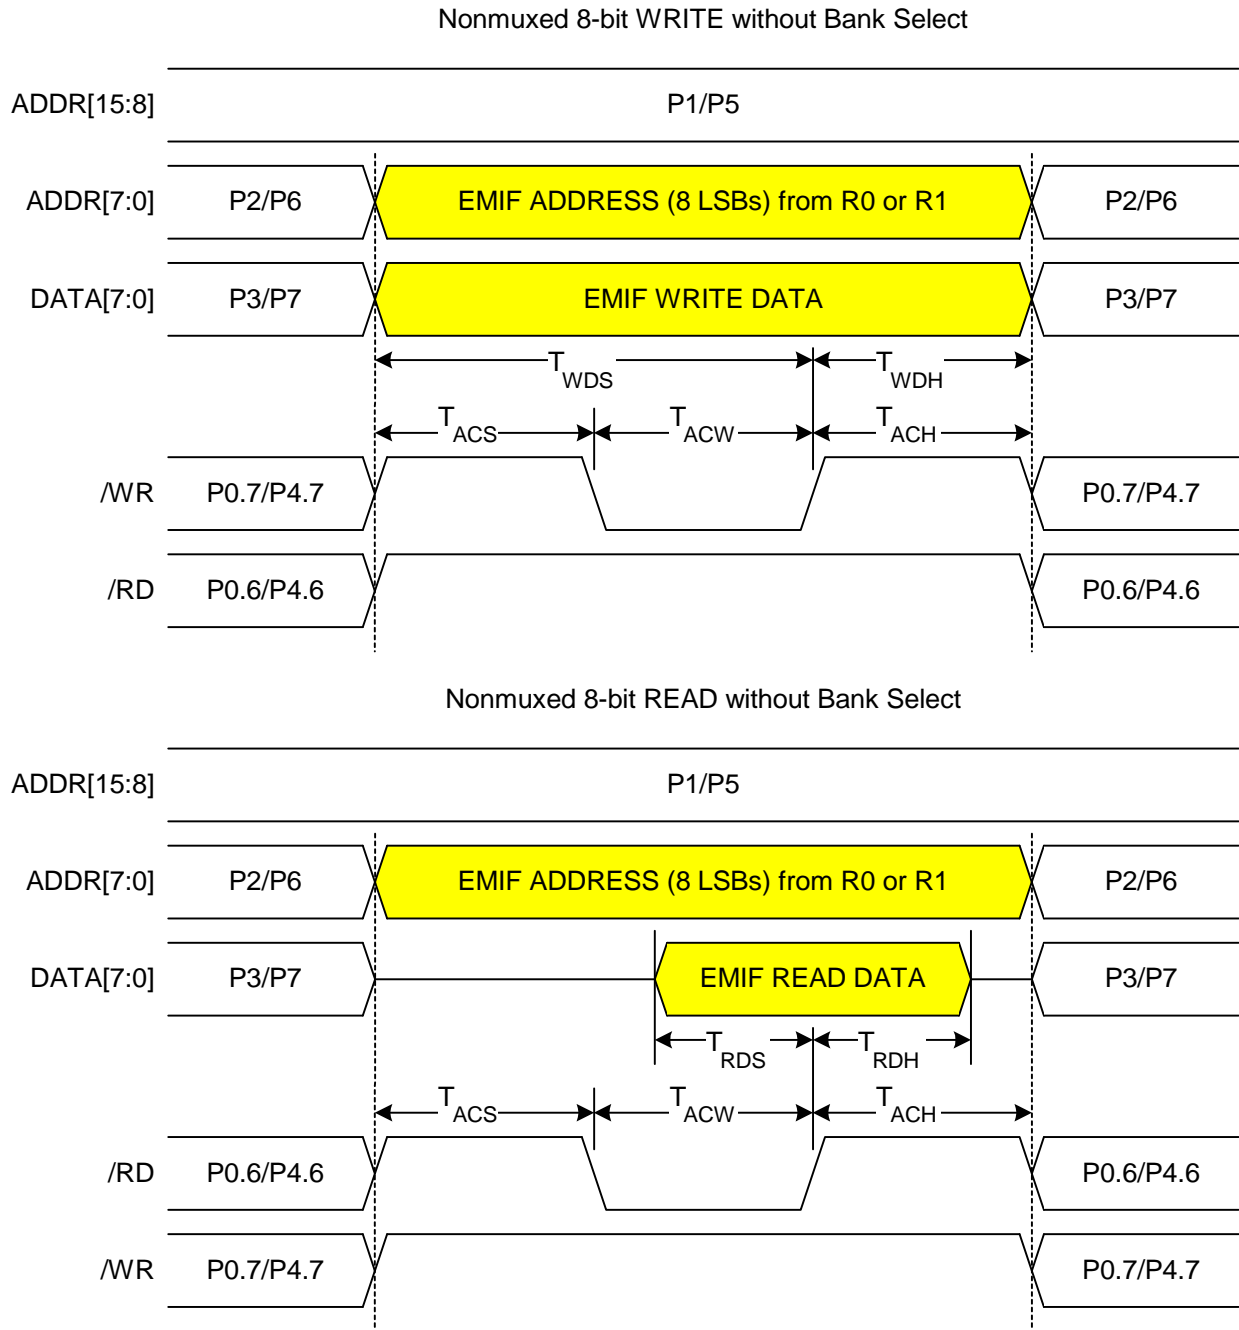 Nonmuxed 8-bit WRITE without Bank Select
ADDR[15:8] P1/P5
ADDR[7:0] P2/P6 EMIF ADDRESS (8 LSBs) from R0 or R1 P2/P6
DATA[7:0] P3/P7 EMIF WRITE DATA P3/P7
TWDS TWDH
TACS TACW TACH
/WR P0.7/P4.7 P0.7/P4.7
/RD P0.6/P4.6 P0.6/P4.6
Nonmuxed 8-bit READ without Bank Select
ADDR[15:8] P1/P5
ADDR[7:0] P2/P6 EMIF ADDRESS (8 LSBs) from R0 or R1 P2/P6
DATA[7:0] P3/P7 EMIF READ DATA P3/P7
TRDS TRDH
TACS TACW TACH
/RD P0.6/P4.6 P0.6/P4.6
/WR P0.7/P4.7 P0.7/P4.7